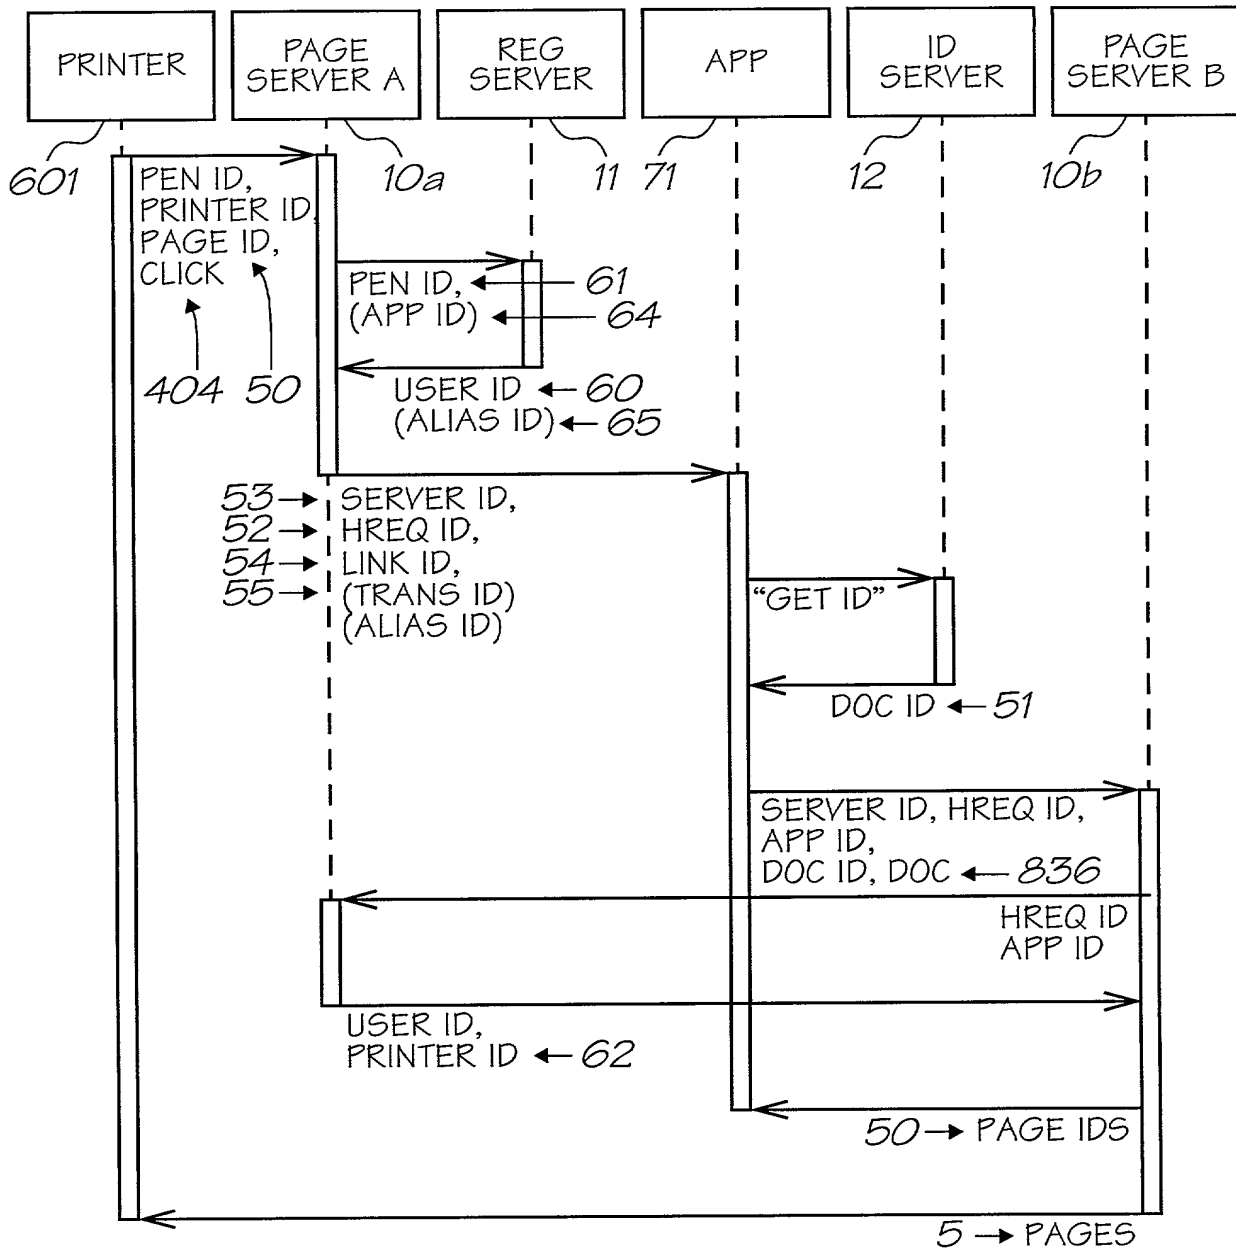 PRINTER
PAGE
SERVER A
REG
SERVER
APP
ID
SERVER
PAGE
SERVER B
601
10a
11
71
12
10b
PEN ID,
PRINTER ID,
PAGE ID,
CLICK
404
50
PEN ID,
61
(APP ID)
64
USER ID
60
(ALIAS ID)
65
53
SERVER ID,
52
HREQ ID,
54
LINK ID,
55
(TRANS ID)
(ALIAS ID)
“GET ID”
DOC ID
51
SERVER ID, HREQ ID,
APP ID,
DOC ID, DOC
836
HREQ ID
APP ID
USER ID,
PRINTER ID
62
50
PAGE IDS
5
PAGES